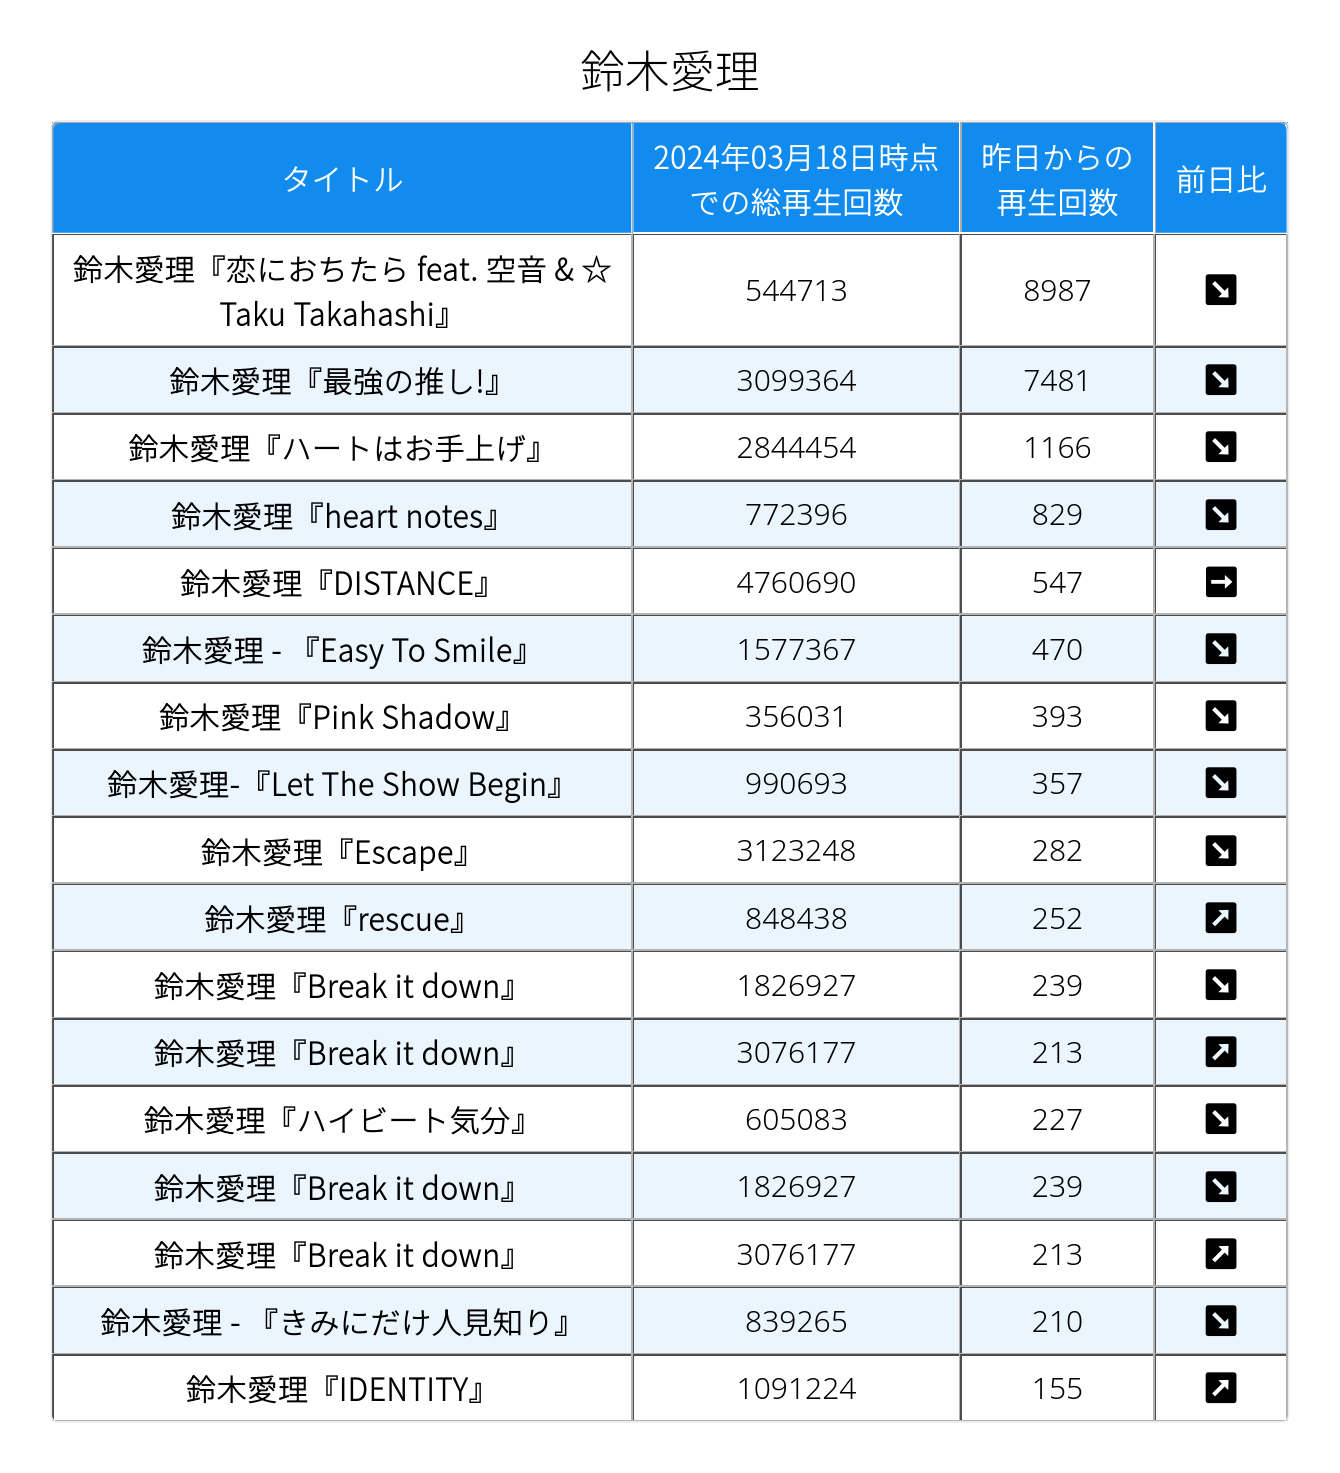 鈴木愛理
タイトル
2024年03月18日時点
での総再生回数
昨日からの
再生回数
前日比
鈴木愛理『恋におちたら feat. 空音 & ☆
Taku Takahashi』
544713
8987
↘
鈴木愛理『最強の推し!』
3099364
7481
↘
鈴木愛理『ハートはお手上げ』
2844454
1166
↘
鈴木愛理『heart notes』
772396
829
↘
鈴木愛理『DISTANCE』
4760690
547
→
鈴木愛理 - 『Easy To Smile』
1577367
470
↘
鈴木愛理『Pink Shadow』
356031
393
↘
鈴木愛理-『Let The Show Begin』
990693
357
↘
鈴木愛理『Escape』
3123248
282
↘
鈴木愛理『rescue』
848438
252
↗
鈴木愛理『Break it down』
1826927
239
↘
鈴木愛理『Break it down』
3076177
213
↗
鈴木愛理『ハイビート気分』
605083
227
↘
鈴木愛理『Break it down』
1826927
239
↘
鈴木愛理『Break it down』
3076177
213
↗
鈴木愛理 - 『きみにだけ人見知り』
839265
210
↘
鈴木愛理『IDENTITY』
1091224
155
↗